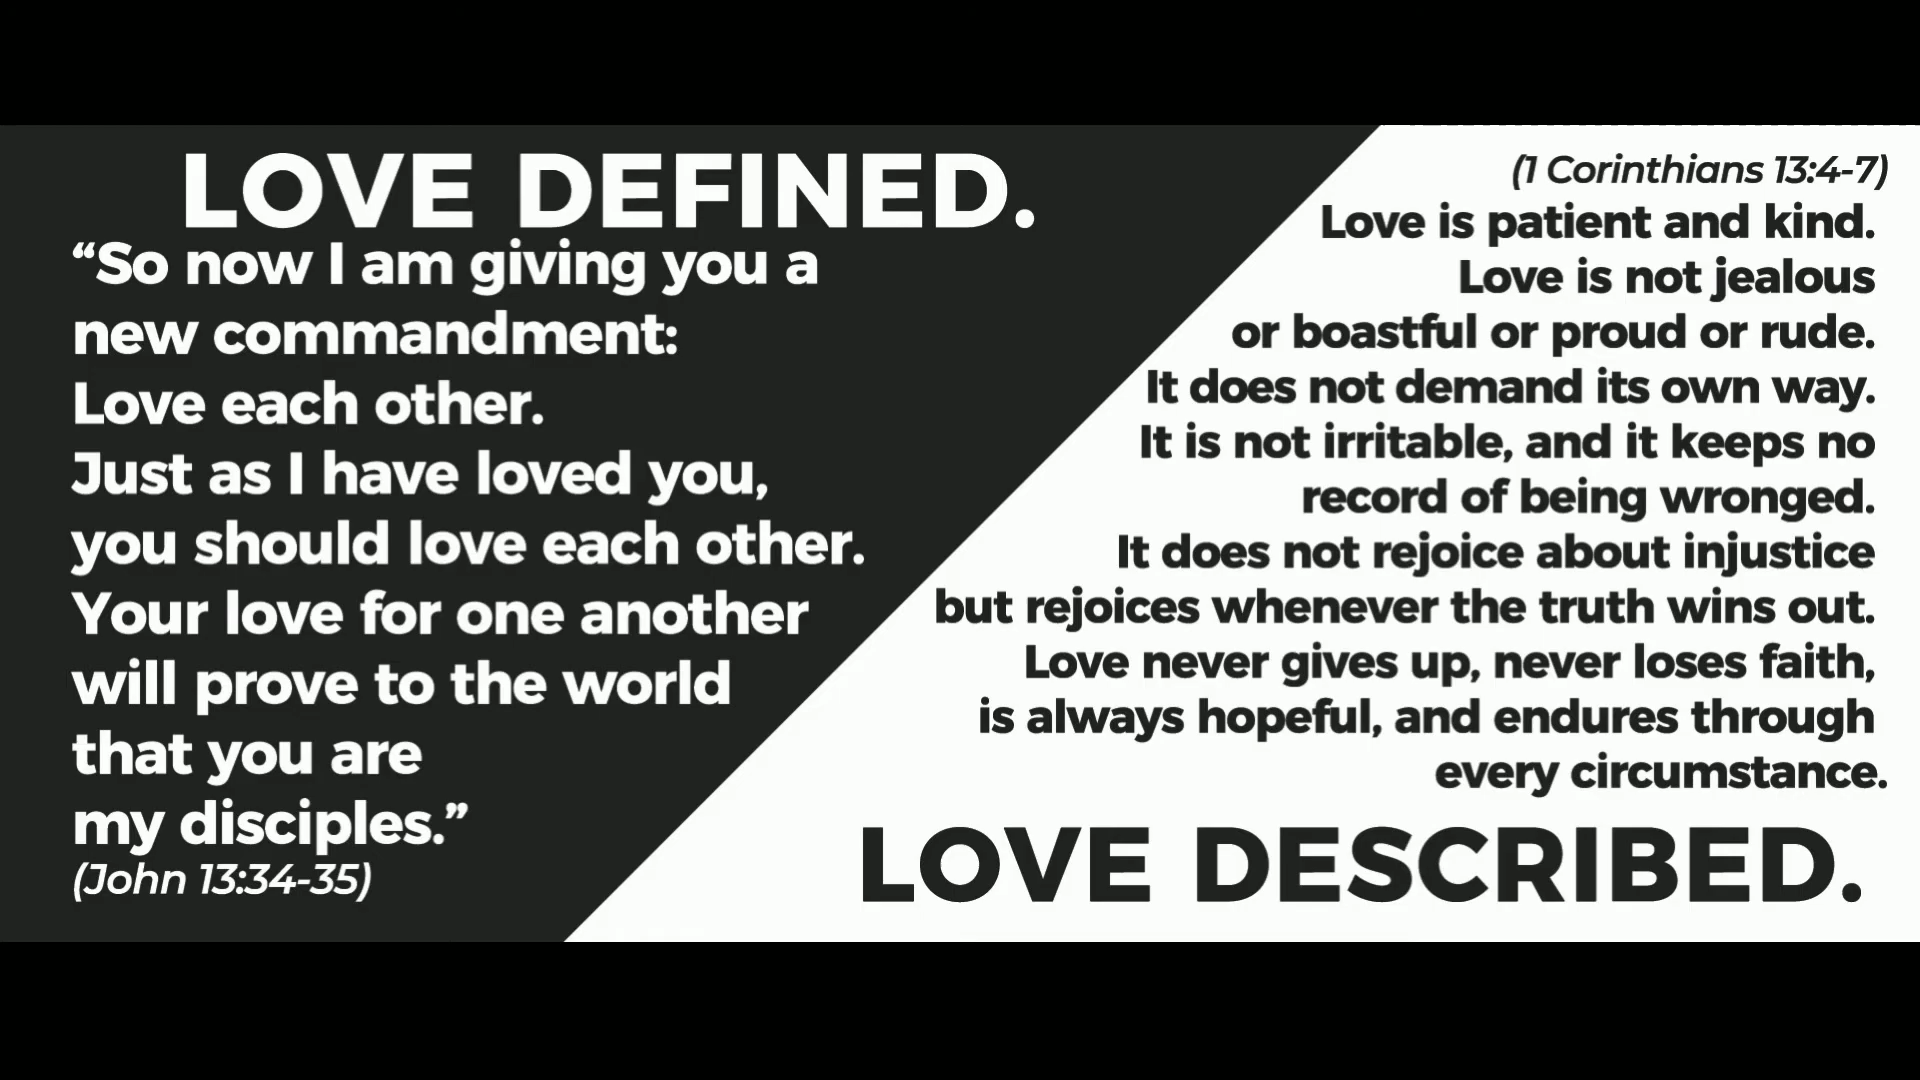 LOVE DEFINED.
“So now I am giving you a
new commandment:
Love each other.
Just as I have loved you,
you should love each other.
Your love for one another
will prove to the world
that you are
my disciples.”
(John 13:34-35)
(1 Corinthians 13:4-7)
Love is patient and kind.
Love is not jealous
or boastful or proud or rude.
It does not demand its own way.
It is not irritable, and it keeps no
record of being wronged.
It does not rejoice about injustice
but rejoices whenever the truth wins out.
Love never gives up, never loses faith,
is always hopeful, and endures through
every circumstance.
LOVE DESCRIBED.